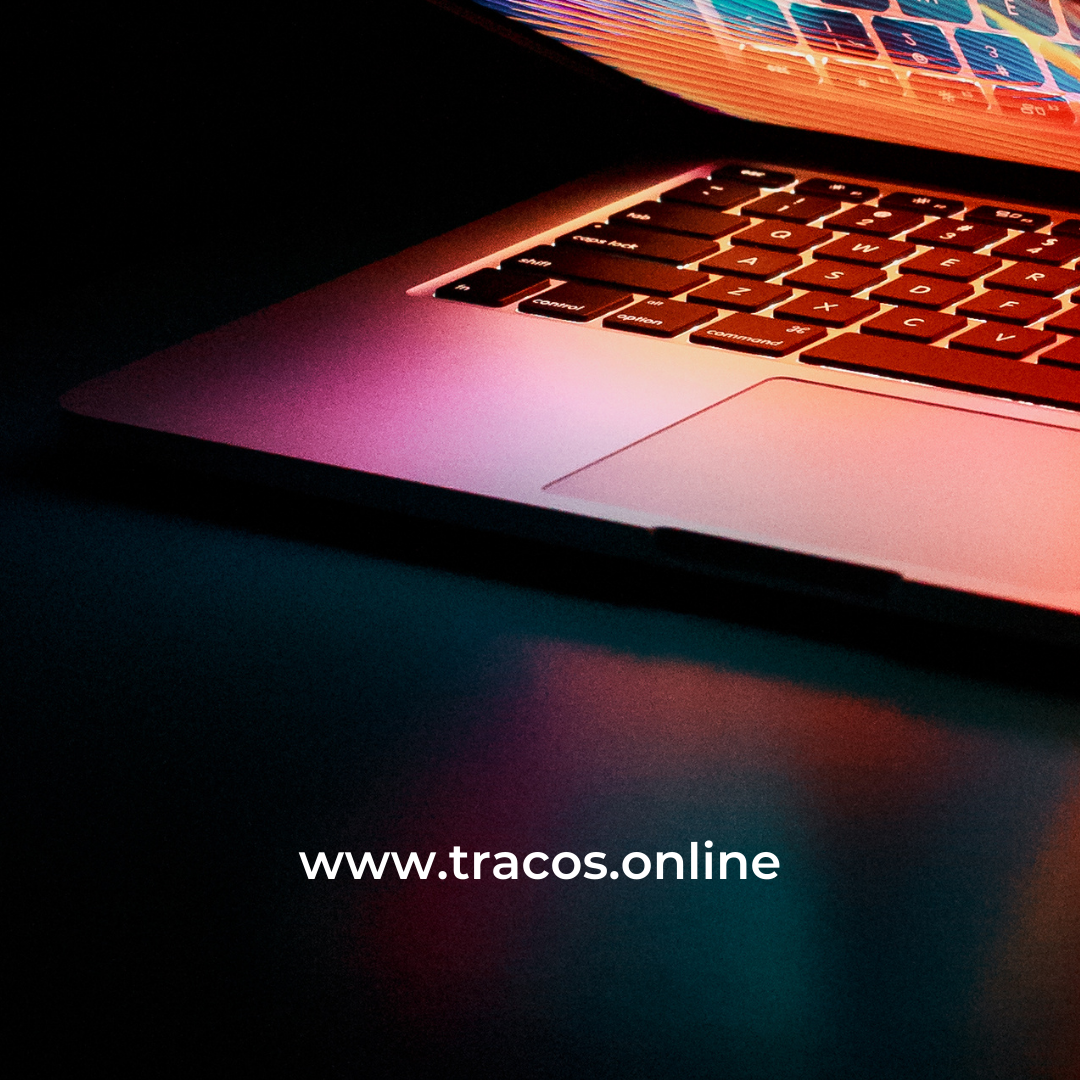 tab
! 1
@ 2
# 3
$ 4
caps lock
Q
W
E
R
shift
A
S
D
F
fn
control
alt option
⌘ command
Z
X
C
V
www.tracos.online